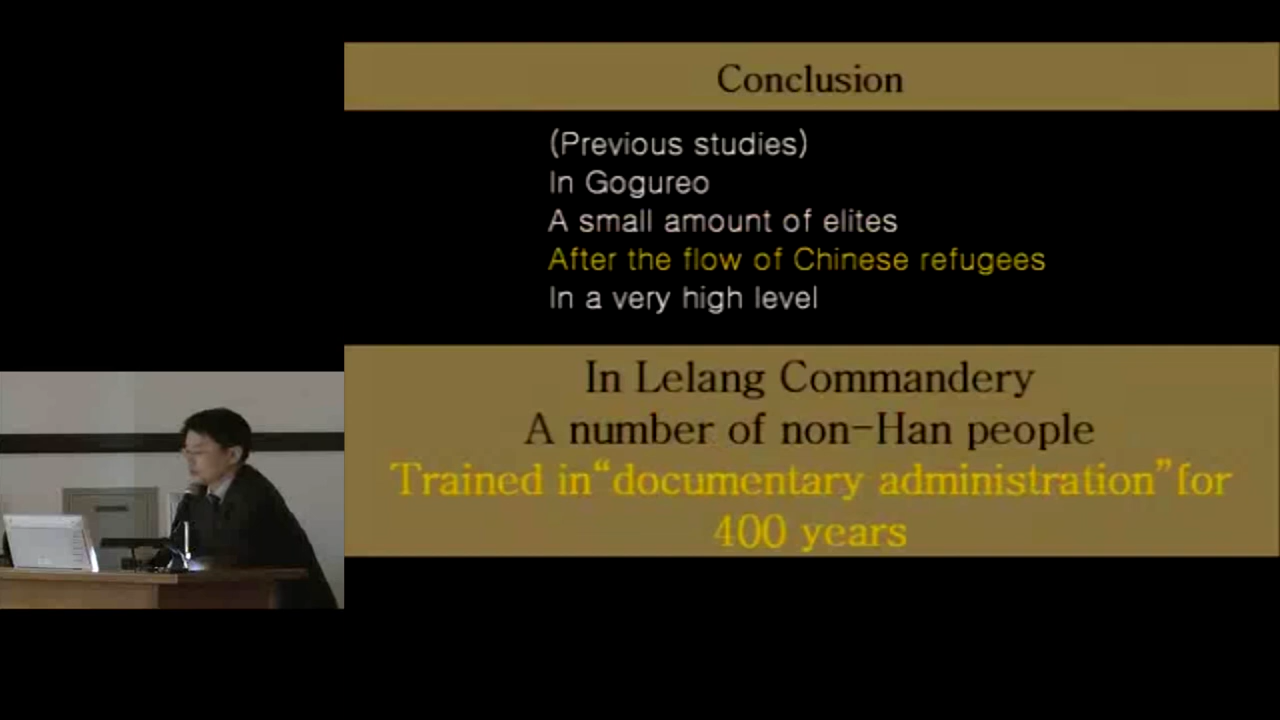 Conclusion
(Previous studies)
In Gogureo
A small amount of elites
After the flow of Chinese refugees
In a very high level
In Lelang Commandery
A number of non-Han people
Trained in“documentary administration”for
400 years